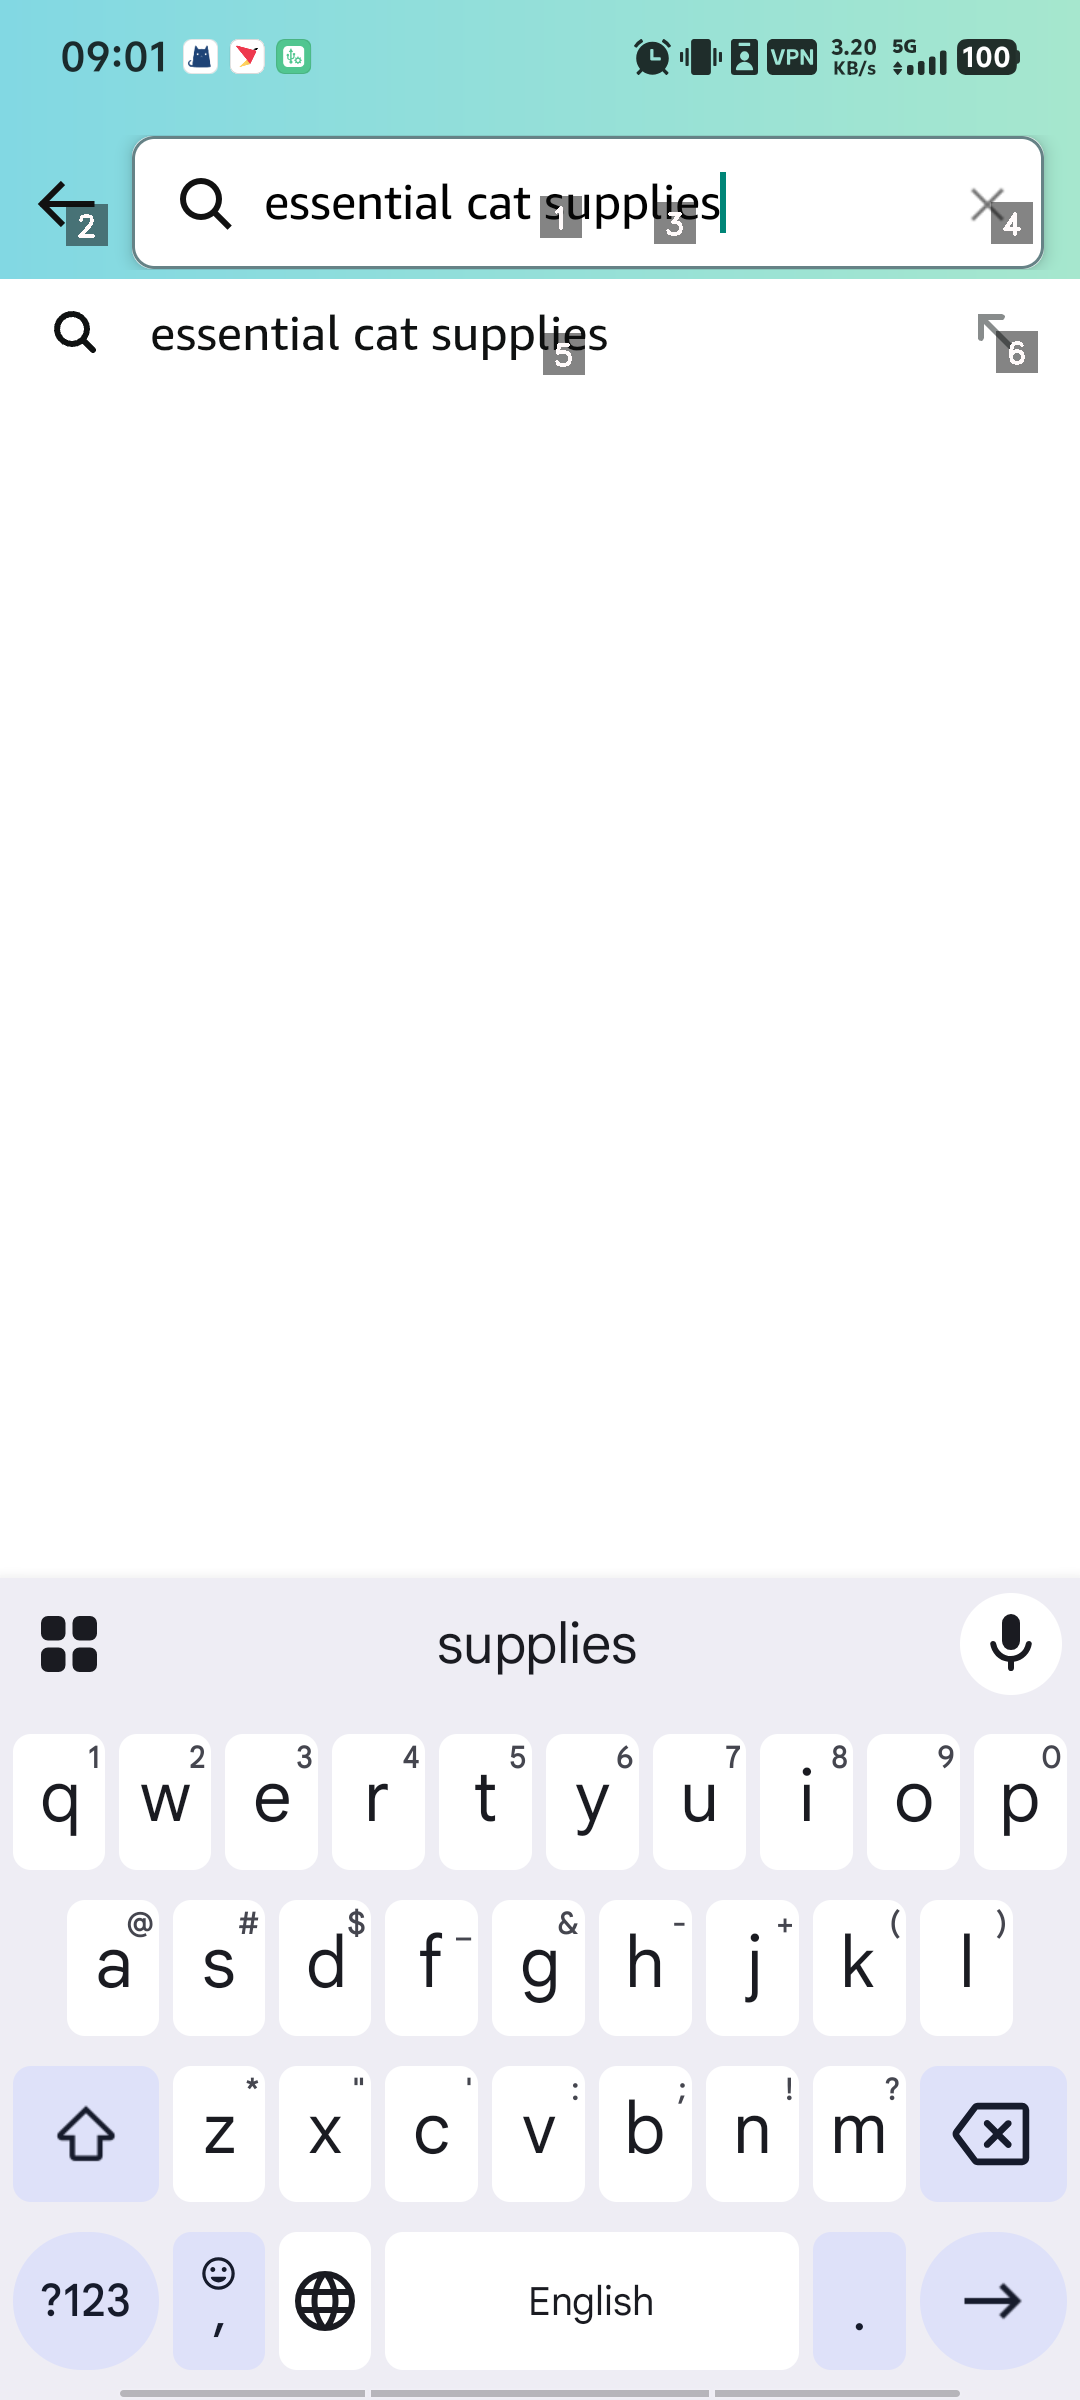 09:01 VPN 3.20 KB/s 5G 100
essential cat supplies
2 1 3 4
essential cat supplies
5 6
supplies
1 2 3 4 5 6 7 8 9 0
q w e r t y u i o p
@ # $ _ & - + ( )
a s d f g h j k l
* " ' : ; ! ?
z x c v b n m
?123 , English .